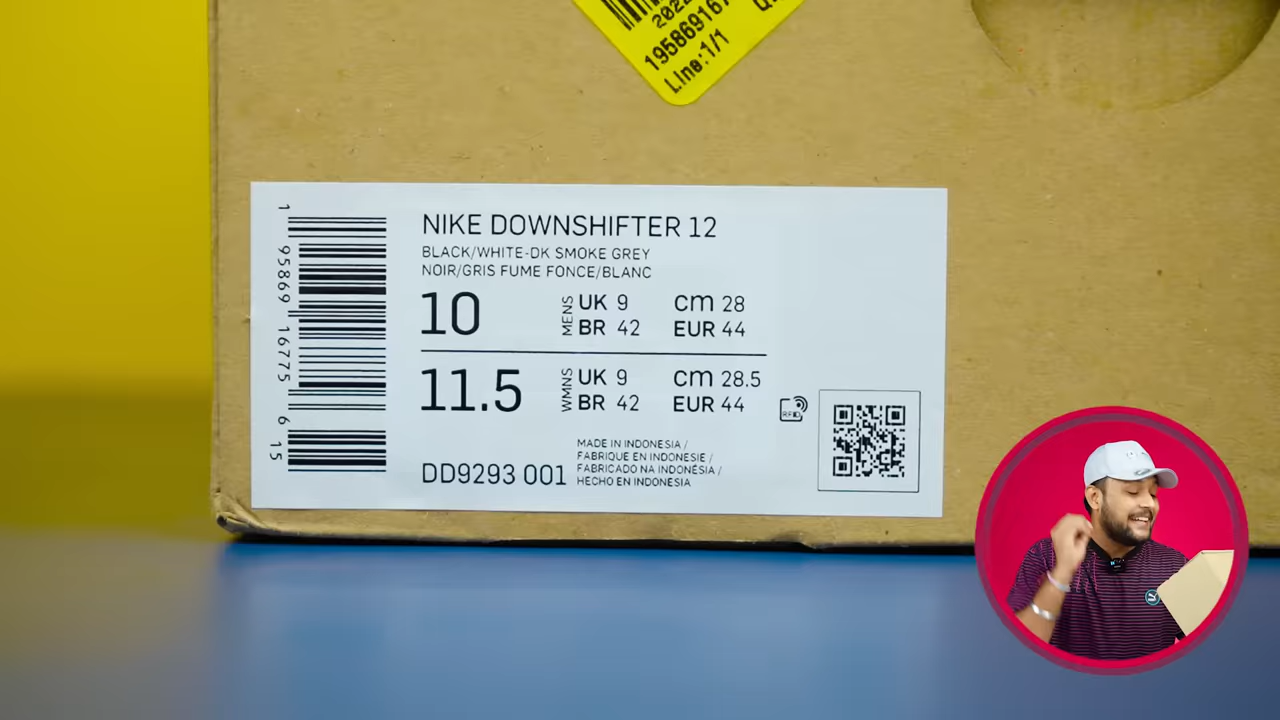 2022
195869167
Line:1/1
NIKE DOWNSHIFTER 12
BLACK/WHITE-DK SMOKE GREY
NOIR/GRIS FUME FONCE/BLANC
10 MENS UK 9 CM 28
BR 42 EUR 44
11.5 WMNS UK 9 CM 28.5
BR 42 EUR 44
RFID
DD9293 001
MADE IN INDONESIA /
FABRIQUE EN INDONESIE /
FABRICADO NA INDONÉSIA /
HECHO EN INDONESIA
1 95869 16775 6 15